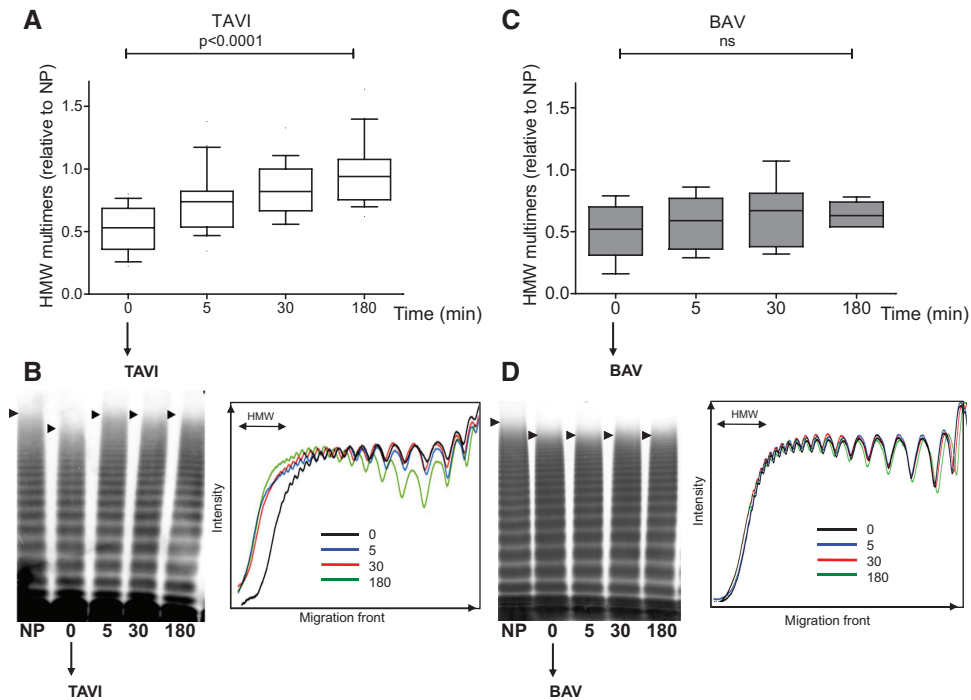 A
TAVI
p<0.0001
HMW multimers (relative to NP)
1.5
1.0
0.5
0.0
0 5 30 180 Time (min)
TAVI
C
BAV
ns
HMW multimers (relative to NP)
1.5
1.0
0.5
0.0
0 5 30 180 Time (min)
BAV
B
NP 0 5 30 180
TAVI
HMW
Intensity
0
5
30
180
Migration front
D
NP 0 5 30 180
BAV
HMW
Intensity
0
5
30
180
Migration front